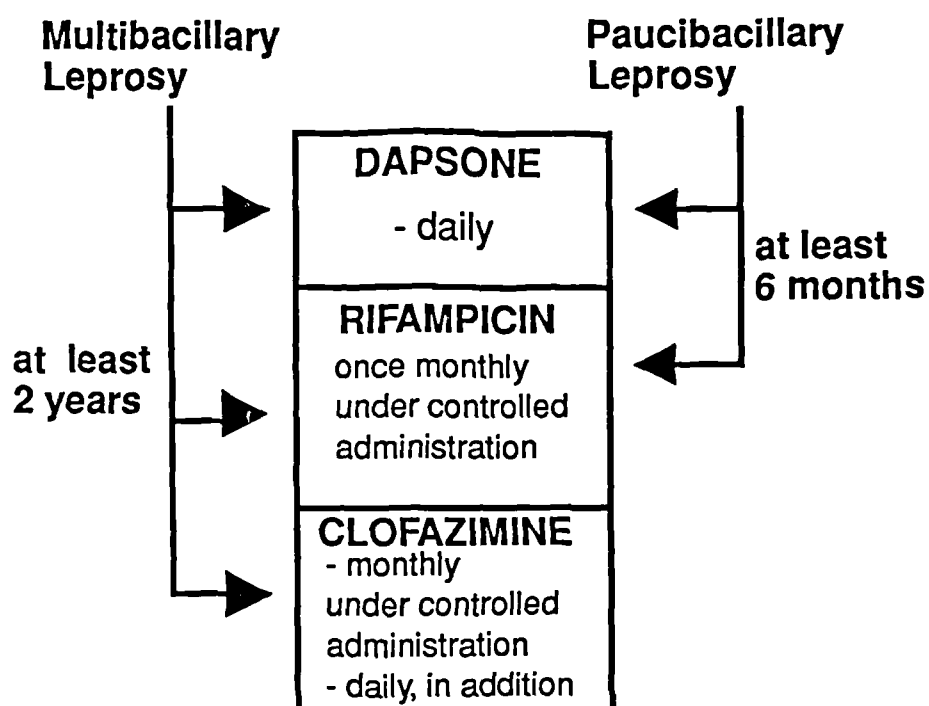 Multibacillary
Leprosy
Paucibacillary
Leprosy
DAPSONE
- daily
at least
6 months
RIFAMPICIN
once monthly
under controlled
administration
at least
2 years
CLOFAZIMINE
- monthly
under controlled
administration
- daily, in addition